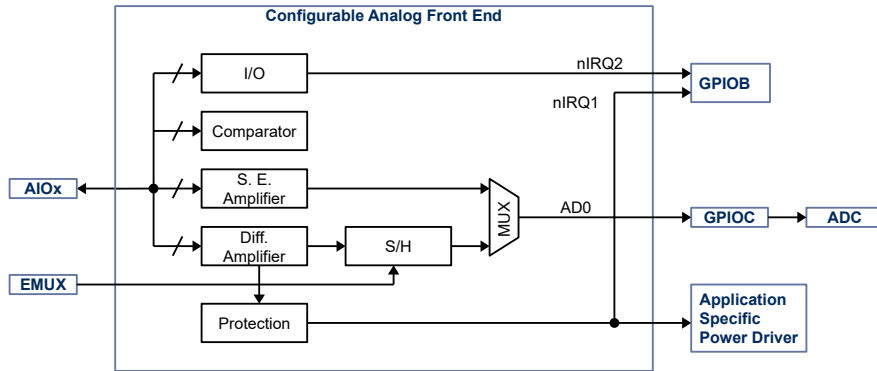 Configurable Analog Front End
I/O
nIRQ2
GPIOB
nIRQ1
Comparator
AIOx
S. E.
Amplifier
MUX
AD0
GPIOC
ADC
Diff.
Amplifier
S/H
EMUX
Protection
Application
Specific
Power Driver